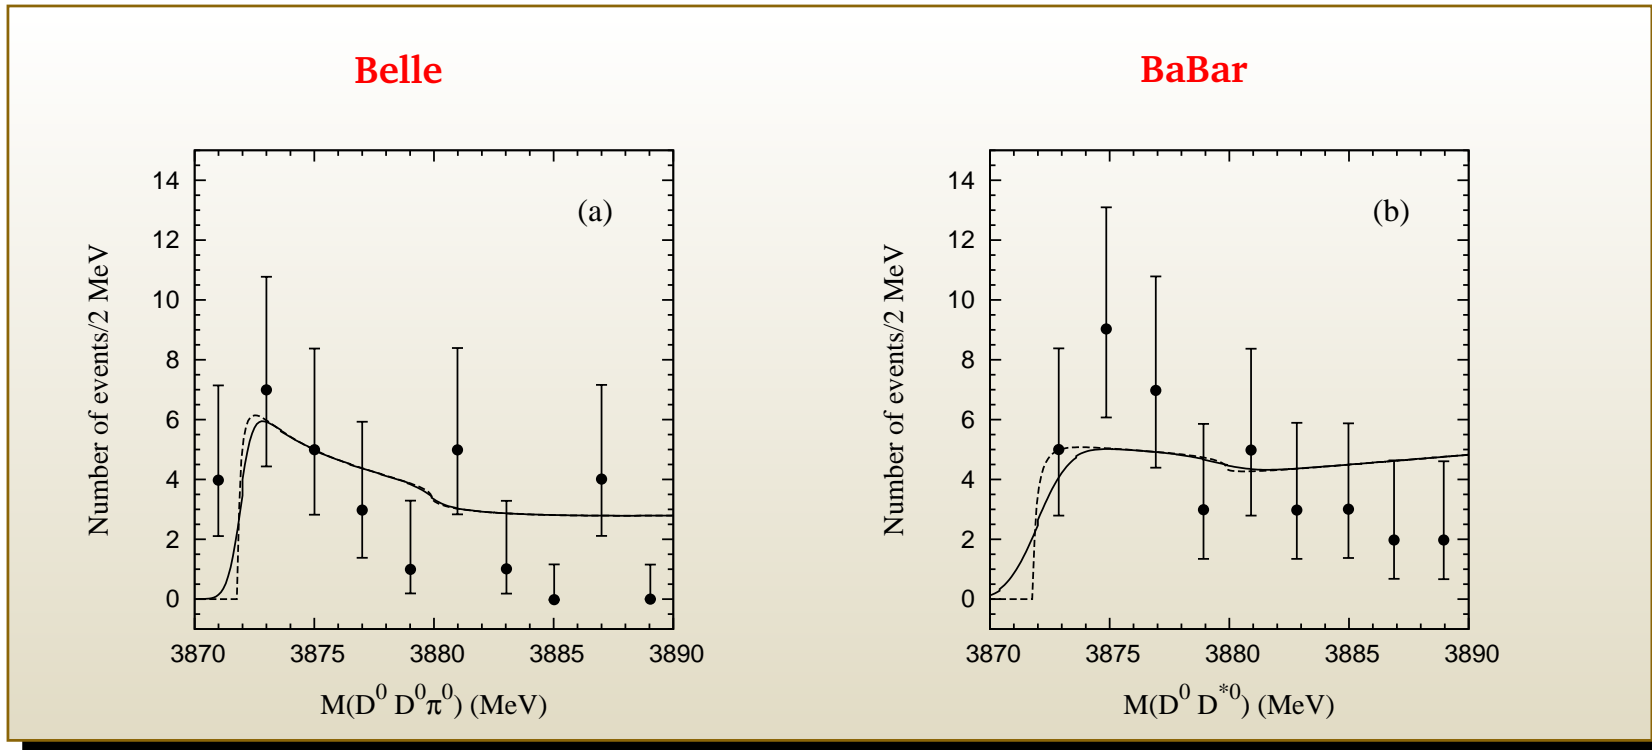 Belle
BaBar
(a)
14
12
10
8
6
4
2
0
Number of events/2 MeV
3870 3875 3880 3885 3890
M(D⁰ D⁰π⁰) (MeV)
(b)
14
12
10
8
6
4
2
0
Number of events/2 MeV
3870 3875 3880 3885 3890
M(D⁰ D*⁰) (MeV)